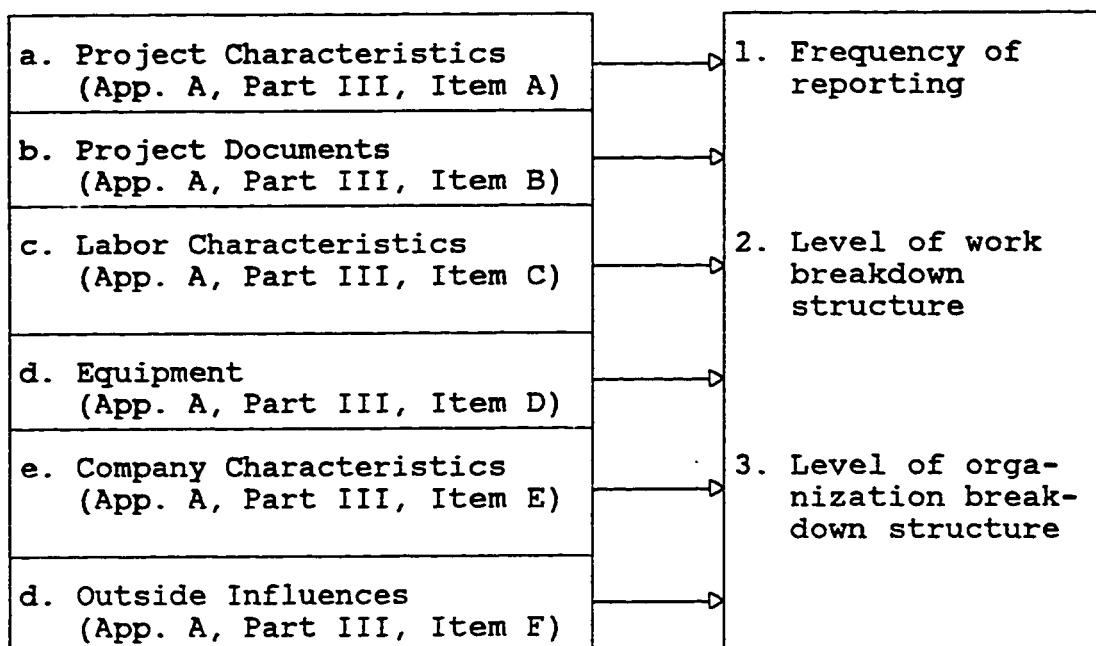 a. Project Characteristics
(App. A, Part III, Item A)
b. Project Documents
(App. A, Part III, Item B)
c. Labor Characteristics
(App. A, Part III, Item C)
d. Equipment
(App. A, Part III, Item D)
e. Company Characteristics
(App. A, Part III, Item E)
d. Outside Influences
(App. A, Part III, Item F)
1. Frequency of
reporting
2. Level of work
breakdown
structure
3. Level of orga-
nization break-
down structure